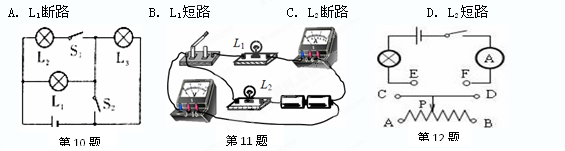 A. L₁断路 B. L₁短路 C. L₂断路 D. L₂短路
L₂ S₁ L₃
L₁ S₂
L₁
L₂
A
E F
C D
P
A B
第10题 第11题 第12题